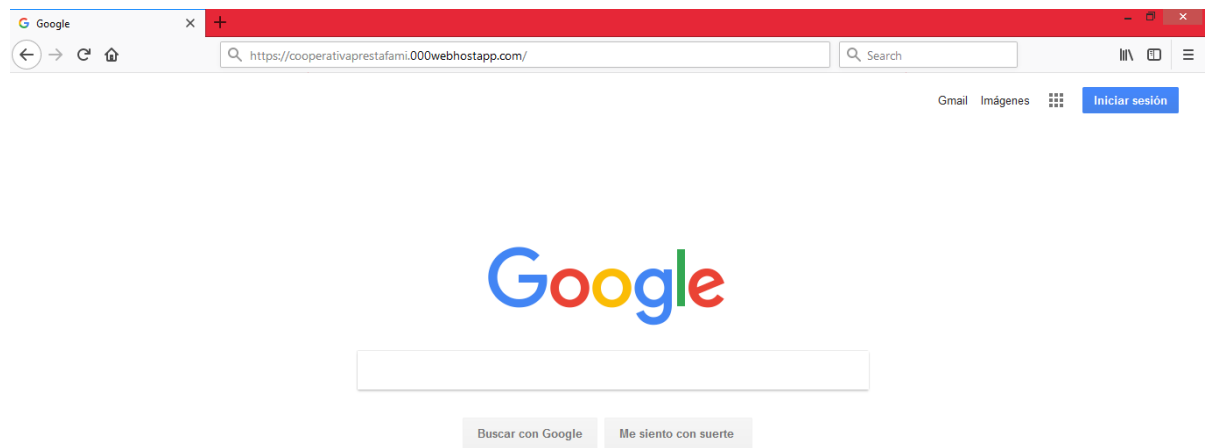 Google
https://cooperativaprestafami.000webhostapp.com/
Search
Gmail Imágenes Iniciar sesión
Google
Buscar con Google Me siento con suerte